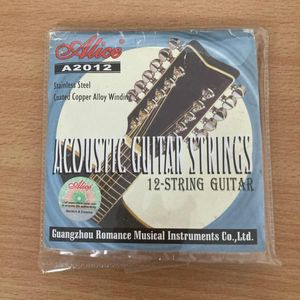 Alice
A2012
Stainless Steel
Coated Copper Alloy Winding
ACOUSTIC GUITAR STRINGS
12-STRING GUITAR
Alice
Guangzhou Romance Musical Instruments Co.,Ltd.